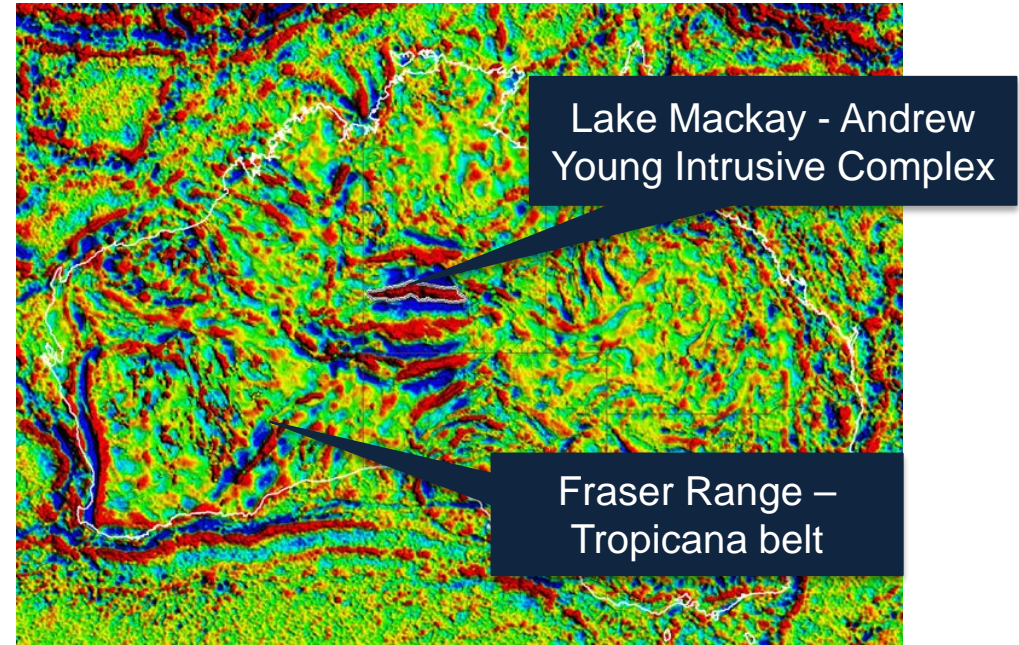 Lake Mackay - Andrew
Young Intrusive Complex
Fraser Range –
Tropicana belt